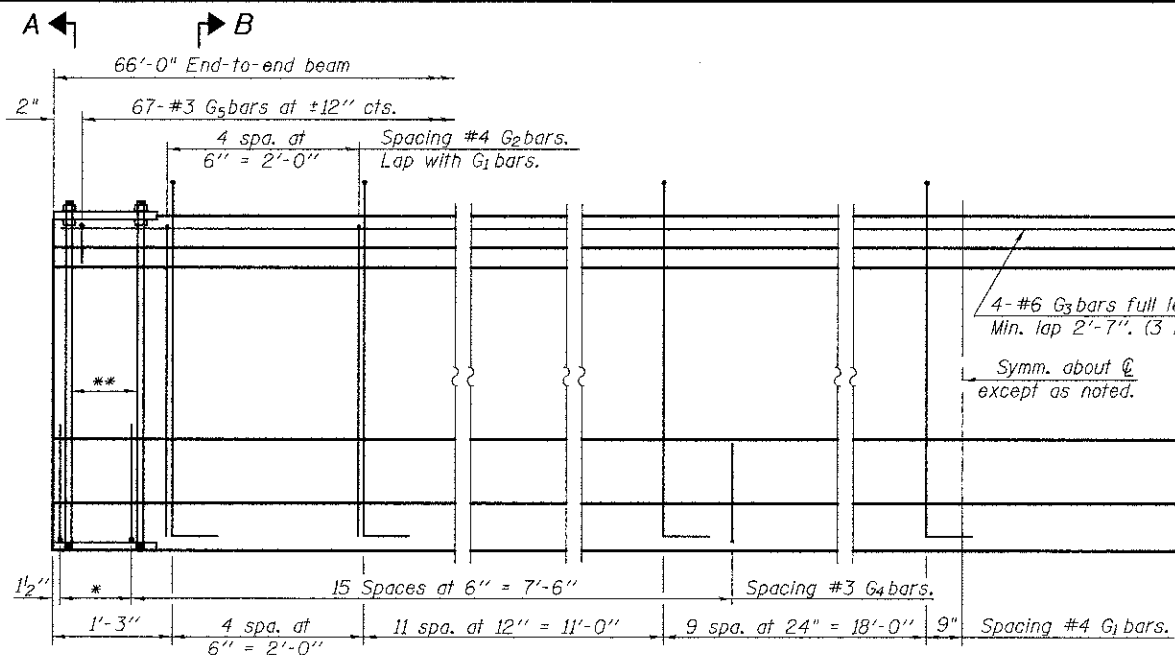 A B
66'-0" End-to-end beam
2" 67-#3 G5 bars at ±12" cts.
4 spa. at
6" = 2'-0"
Spacing #4 G2 bars.
Lap with G1 bars.
4-#6 G3 bars full le
Min. lap 2'-7". (3
**
Symm. about ℄
except as noted.
1½" * 15 Spaces at 6" = 7'-6" Spacing #3 G4 bars.
1'-3" 4 spa. at
6" = 2'-0"
11 spa. at 12" = 11'-0" 9 spa. at 24" = 18'-0" 9" Spacing #4 G1 bars.